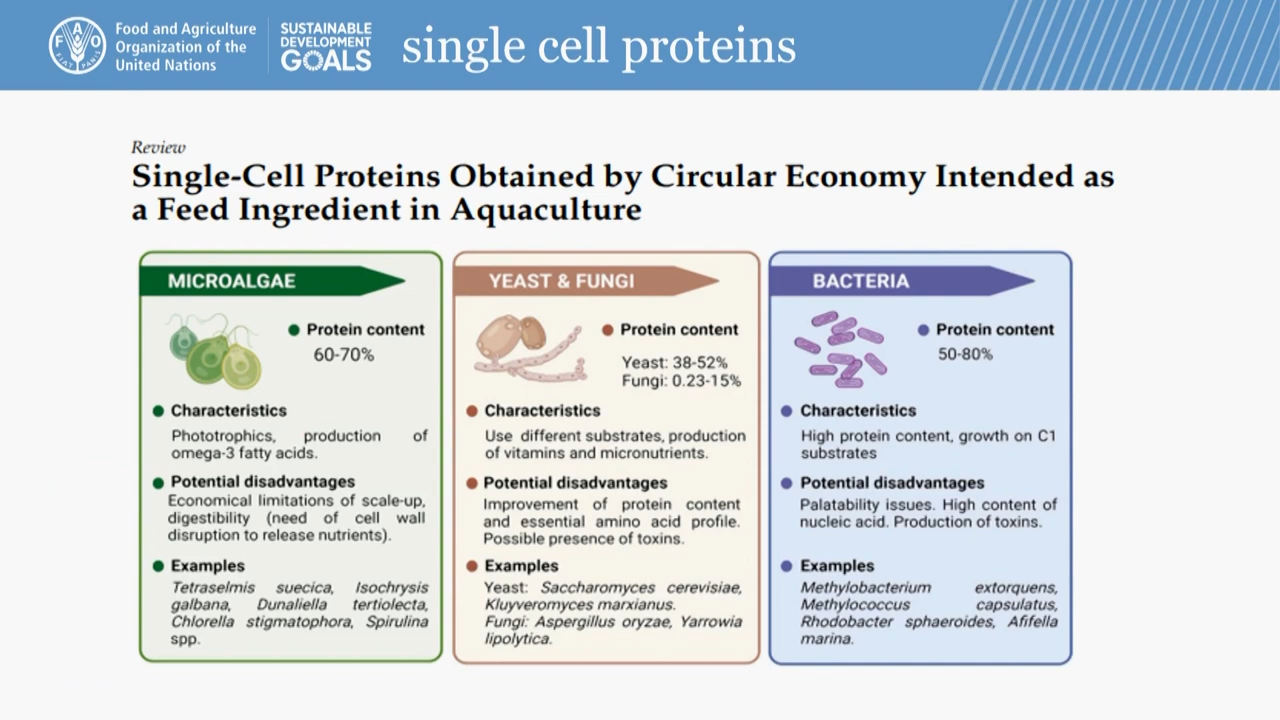 Food and Agriculture
Organization of the
United Nations
F A O
FIAT PANIS
SUSTAINABLE
DEVELOPMENT
GOALS
single cell proteins
Review
Single-Cell Proteins Obtained by Circular Economy Intended as
a Feed Ingredient in Aquaculture
MICROALGAE
Protein content
60-70%
Characteristics
Phototrophics, production of
omega-3 fatty acids.
Potential disadvantages
Economical limitations of scale-up,
digestibility (need of cell wall
disruption to release nutrients).
Examples
Tetraselmis suecica, Isochrysis
galbana, Dunaliella tertiolecta,
Chlorella stigmatophora, Spirulina
spp.
YEAST & FUNGI
Protein content
Yeast: 38-52%
Fungi: 0.23-15%
Characteristics
Use different substrates, production
of vitamins and micronutrients.
Potential disadvantages
Improvement of protein content
and essential amino acid profile.
Possible presence of toxins.
Examples
Yeast: Saccharomyces cerevisiae,
Kluyveromyces marxianus.
Fungi: Aspergillus oryzae, Yarrowia
lipolytica.
BACTERIA
Protein content
50-80%
Characteristics
High protein content, growth on C1
substrates
Potential disadvantages
Palatability issues. High content of
nucleic acid. Production of toxins.
Examples
Methylobacterium extorquens,
Methylococcus capsulatus,
Rhodobacter sphaeroides, Afifella
marina.